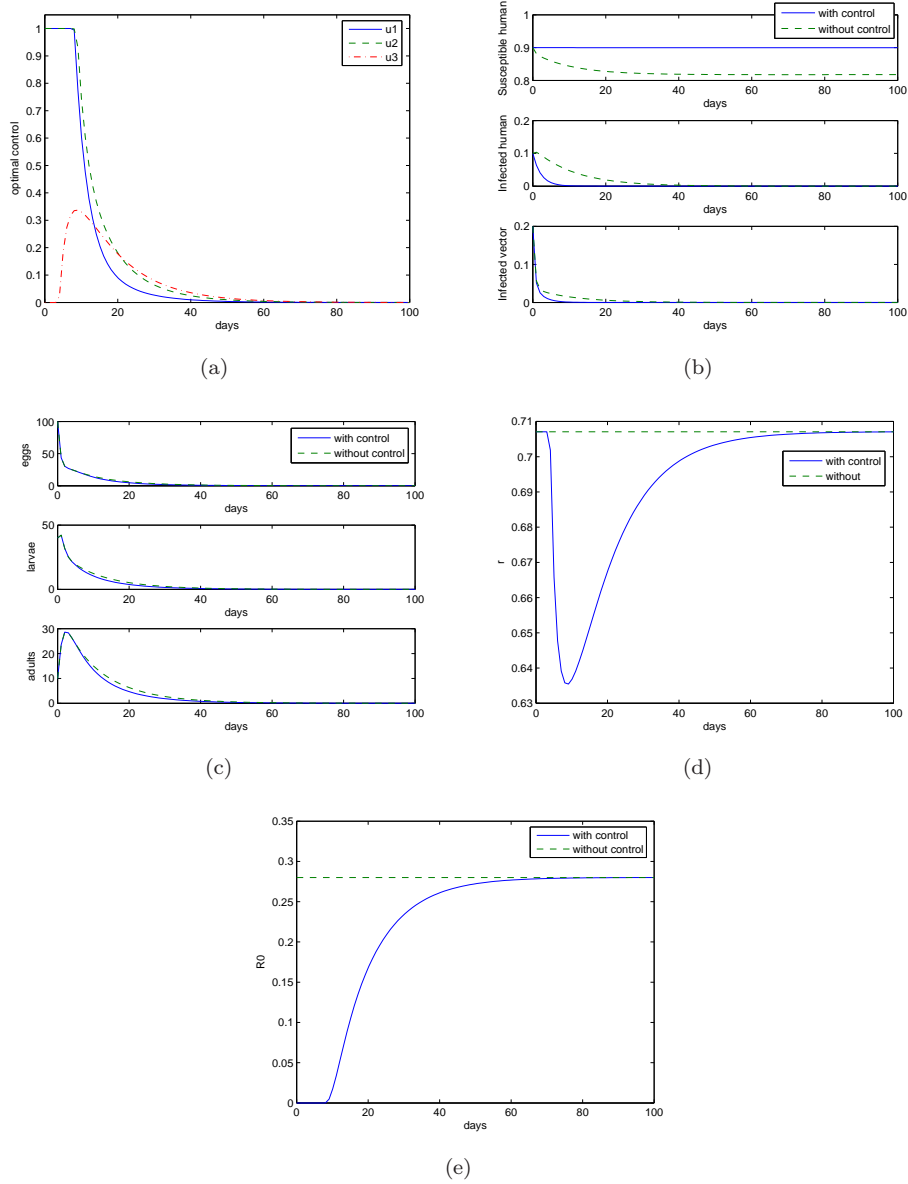 1
0.9
0.8
0.7
0.6
0.5
0.4
0.3
0.2
0.1
0
0 20 40 60 80 100
optimal control
days
u1
u2
u3
(a)
with control
without control
1
0.9
0.8
0 20 40 60 80 100
Susceptible human
days
0.2
0.1
0
0 20 40 60 80 100
Infected human
days
0.2
0.1
0
0 20 40 60 80 100
Infected vector
days
(b)
with control
without control
100
50
0
0 20 40 60 80 100
eggs
days
50
0
0 20 40 60 80 100
larvae
days
30
20
10
0
0 20 40 60 80 100
adults
days
(c)
0.71
0.7
0.69
0.68
0.67
0.66
0.65
0.64
0.63
0 20 40 60 80 100
r
days
with control
without
(d)
0.35
0.3
0.25
0.2
0.15
0.1
0.05
0
0 20 40 60 80 100
R0
days
with control
without control
(e)